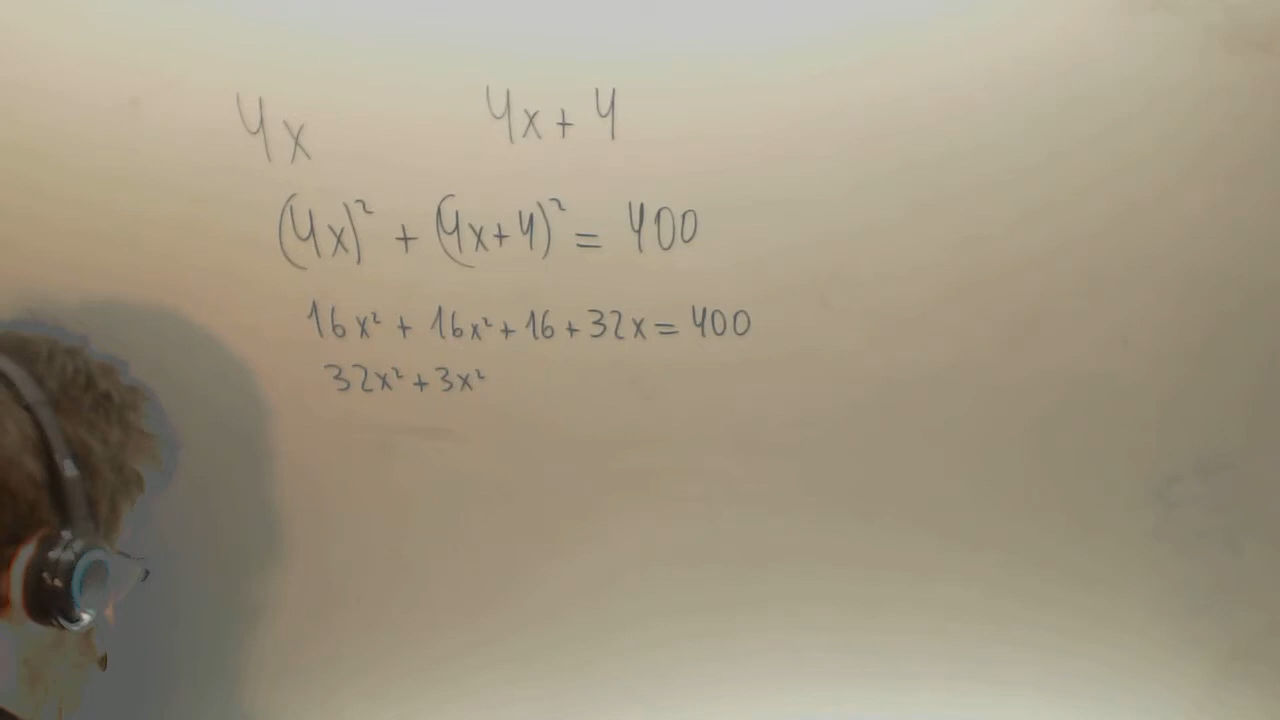 4x 4x+4
(4x)² + (4x+4)² = 400
16x² + 16x² + 16 + 32x = 400
32x² + 3x²